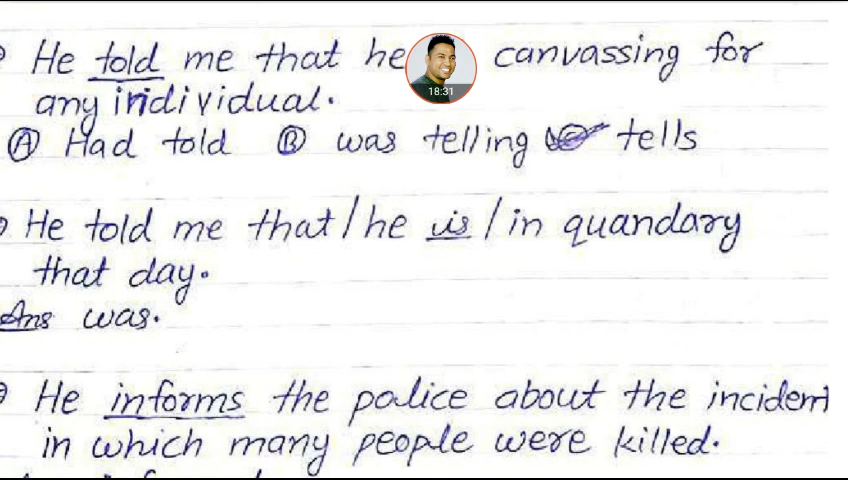 He told me that he canvassing for
18:31
any individual.
Ⓐ Had told Ⓑ was telling Ⓒ tells
He told me that/he is/in quandary
that day.
Ans was.
He informs the police about the incident
in which many people were killed.